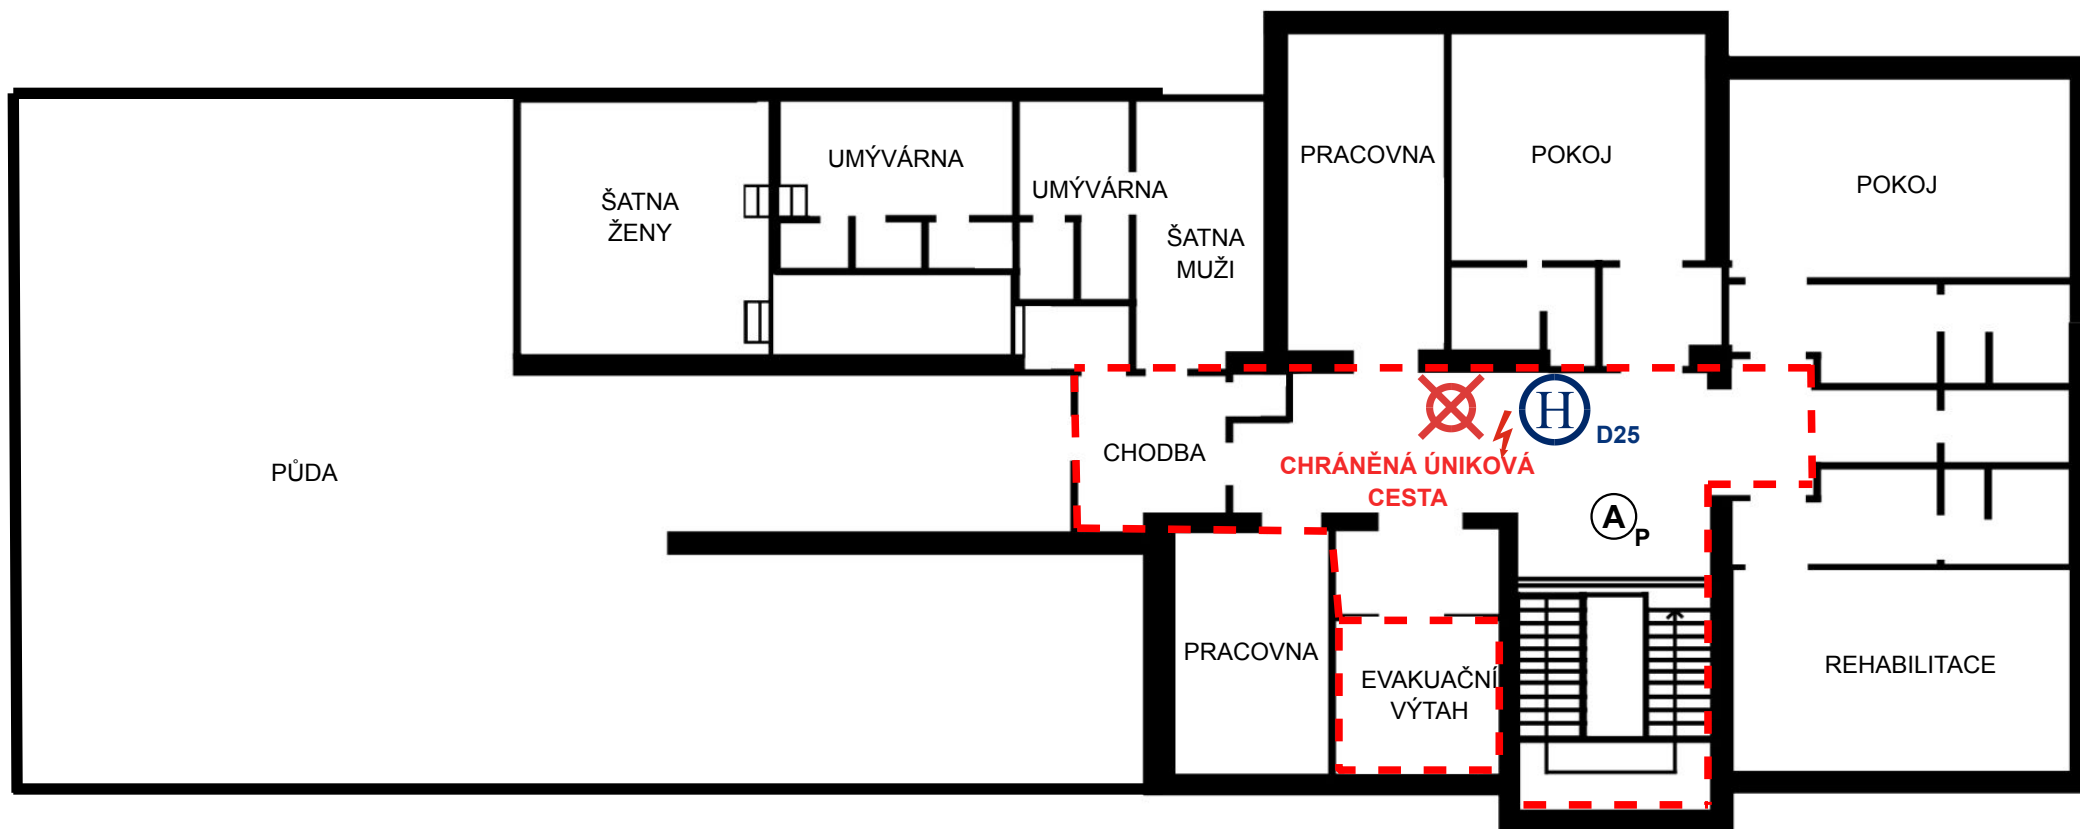 PŮDA
ŠATNA
ŽENY
UMÝVÁRNA
UMÝVÁRNA
ŠATNA
MUŽI
PRACOVNA
POKOJ
POKOJ
CHODBA
H
D25
CHRÁNĚNÁ ÚNIKOVÁ
CESTA
A
P
PRACOVNA
EVAKUAČNÍ
VÝTAH
REHABILITACE